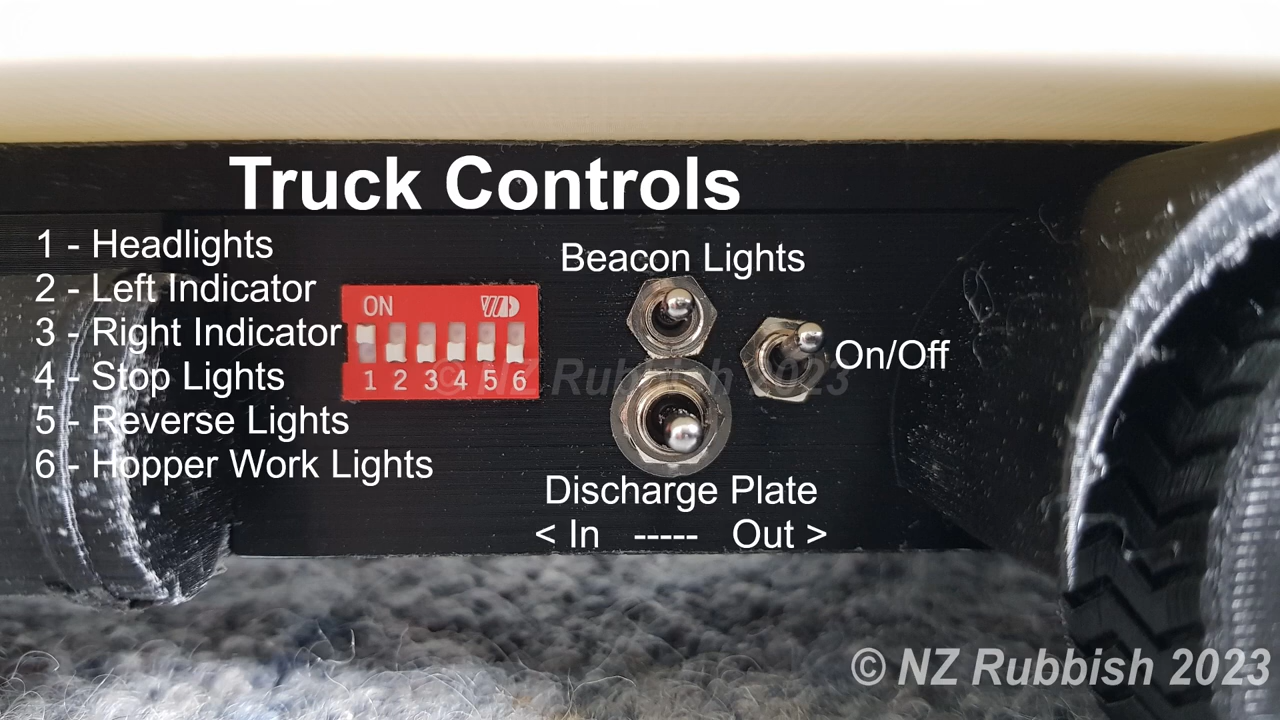 Truck Controls
1 - Headlights
2 - Left Indicator
3 - Right Indicator
4 - Stop Lights
5 - Reverse Lights
6 - Hopper Work Lights
ON
1 2 3 4 5 6
Beacon Lights
On/Off
Discharge Plate
< In ----- Out >
© NZ Rubbish 2023
© NZ Rubbish 2023